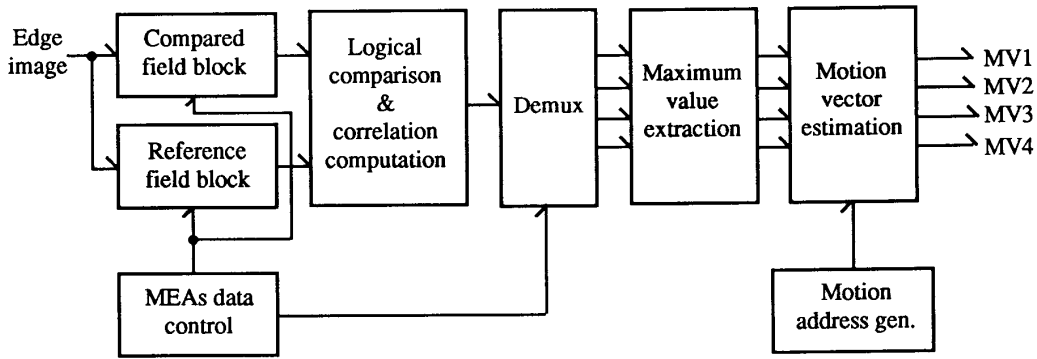 Edge
image
Compared
field block
Reference
field block
MEAs data
control
Logical
comparison
&
correlation
computation
Demux
Maximum
value
extraction
Motion
vector
estimation
Motion
address gen.
MV1
MV2
MV3
MV4